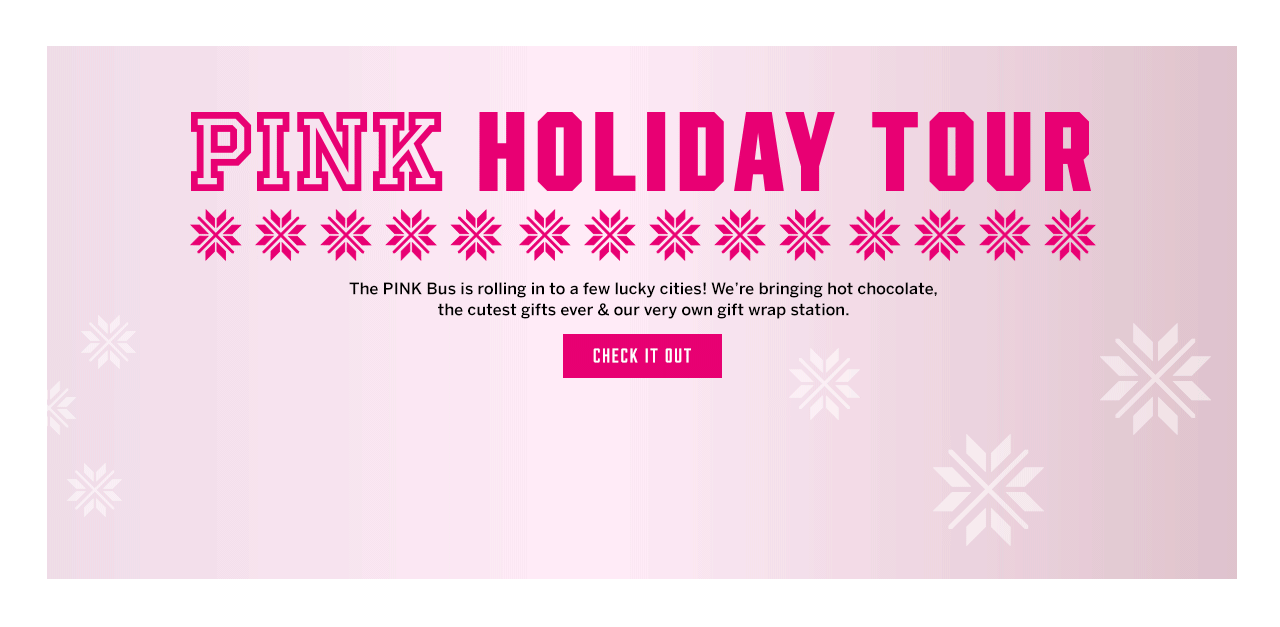 PINK HOLIDAY TOUR
The PINK Bus is rolling in to a few lucky cities! We’re bringing hot chocolate,
the cutest gifts ever & our very own gift wrap station.
CHECK IT OUT